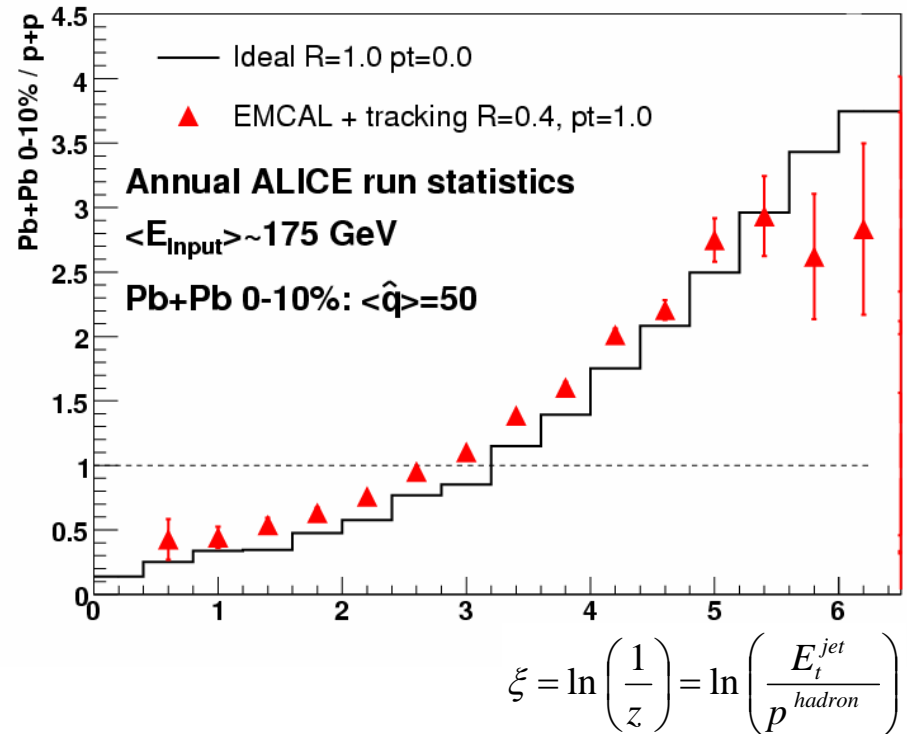 Pb+Pb 0-10% / p+p
4.5
4
3.5
3
2.5
2
1.5
1
0.5
0
Ideal R=1.0 pt=0.0
EMCAL + tracking R=0.4, pt=1.0
Annual ALICE run statistics
<E_Input>~175 GeV
Pb+Pb 0-10%: <q̂>=50
0 1 2 3 4 5 6
ξ = ln(1/z) = ln(E_t^jet / p^hadron)